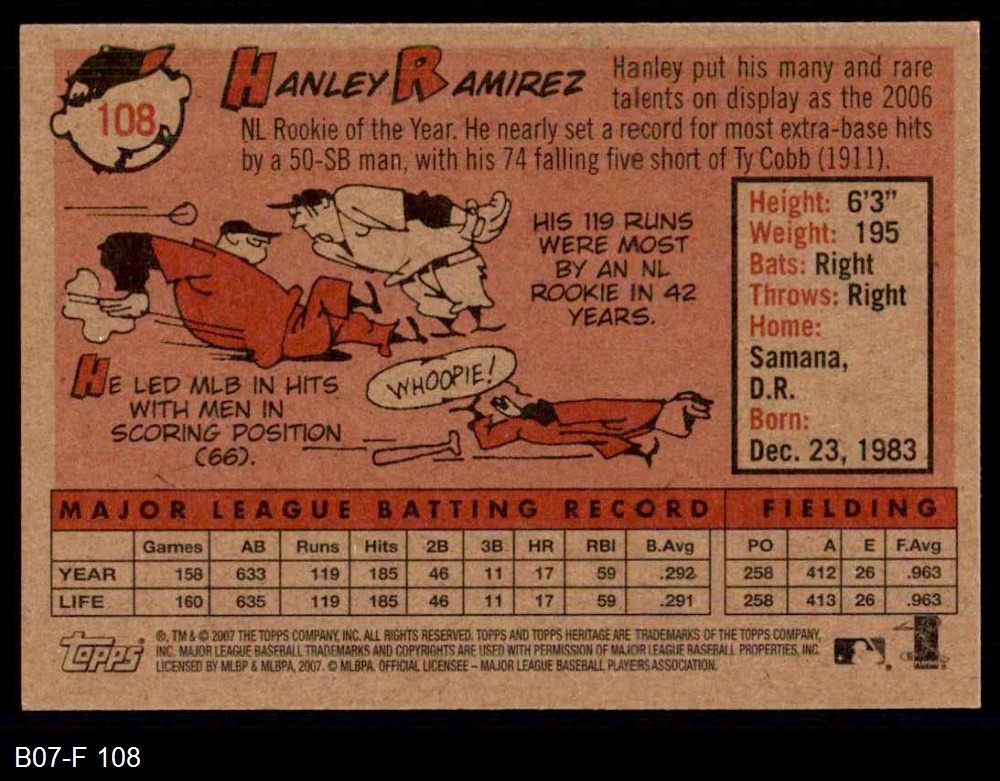 108
HANLEY RAMIREZ
Hanley put his many and rare
talents on display as the 2006
NL Rookie of the Year. He nearly set a record for most extra-base hits
by a 50-SB man, with his 74 falling five short of Ty Cobb (1911).
HIS 119 RUNS
WERE MOST
BY AN NL
ROOKIE IN 42
YEARS.
HE LED MLB IN HITS
WITH MEN IN
SCORING POSITION
(66).
WHOOPIE!
Height: 6'3"
Weight: 195
Bats: Right
Throws: Right
Home:
Samana,
D.R.
Born:
Dec. 23, 1983
MAJOR LEAGUE BATTING RECORD FIELDING
Games AB Runs Hits 2B 3B HR RBI B.Avg PO A E F.Avg
YEAR 158 633 119 185 46 11 17 59 .292 258 412 26 .963
LIFE 160 635 119 185 46 11 17 59 .291 258 413 26 .963
Topps
®, TM & © 2007 THE TOPPS COMPANY, INC. ALL RIGHTS RESERVED. TOPPS AND TOPPS HERITAGE ARE TRADEMARKS OF THE TOPPS COMPANY,
INC. MAJOR LEAGUE BASEBALL TRADEMARKS AND COPYRIGHTS ARE USED WITH PERMISSION OF MAJOR LEAGUE BASEBALL PROPERTIES, INC.
LICENSED BY MLBP & MLBPA, 2007. © MLBPA. OFFICIAL LICENSEE – MAJOR LEAGUE BASEBALL PLAYERS ASSOCIATION.
B07-F 108